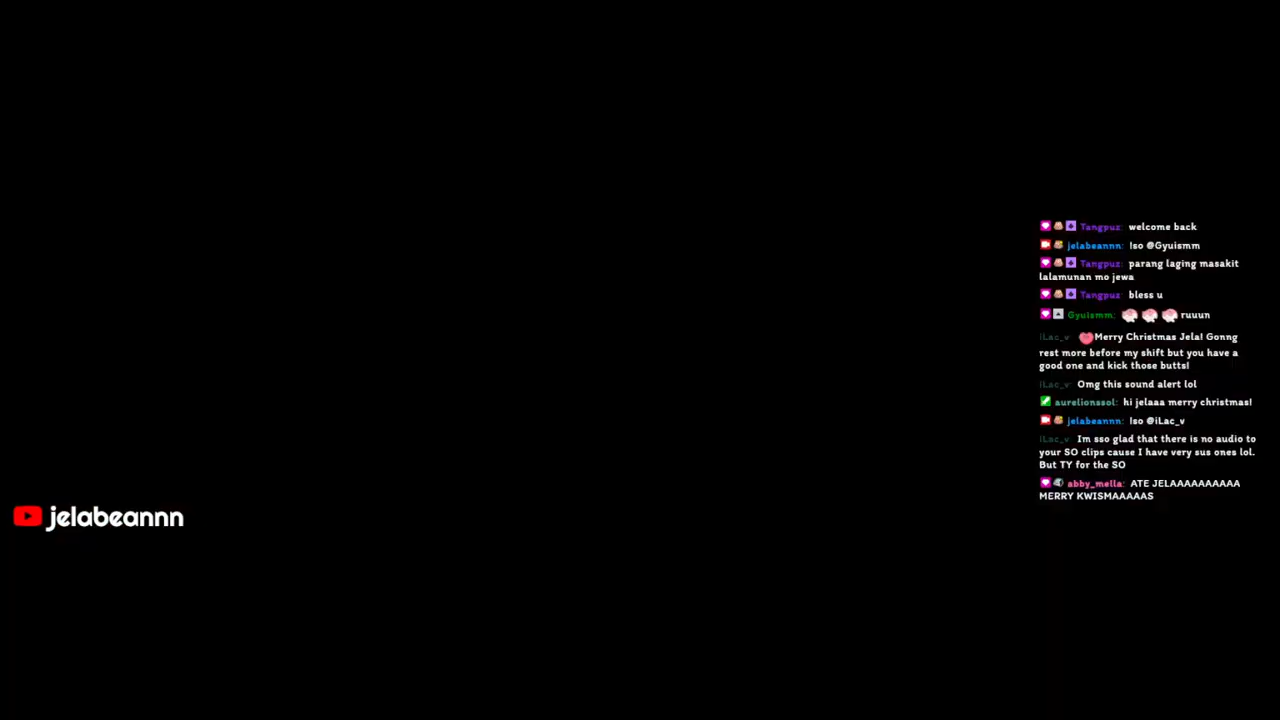 Tangpuz: welcome back
jelabeannn: !so @Gyuismm
Tangpuz: parang laging masakit
lalamunan mo jewa
Tangpuz: bless u
Gyuismm: ruuun
iLac_v: Merry Christmas Jela! Gonng
rest more before my shift but you have a
good one and kick those butts!
iLac_v: Omg this sound alert lol
aurelionssol: hi jelaaa merry christmas!
jelabeannn: !so @iLac_v
iLac_v: Im sso glad that there is no audio to
your SO clips cause I have very sus ones lol.
But TY for the SO
abby_mella: ATE JELAAAAAAAAAA
MERRY KWISMAAAAAS
jelabeannn